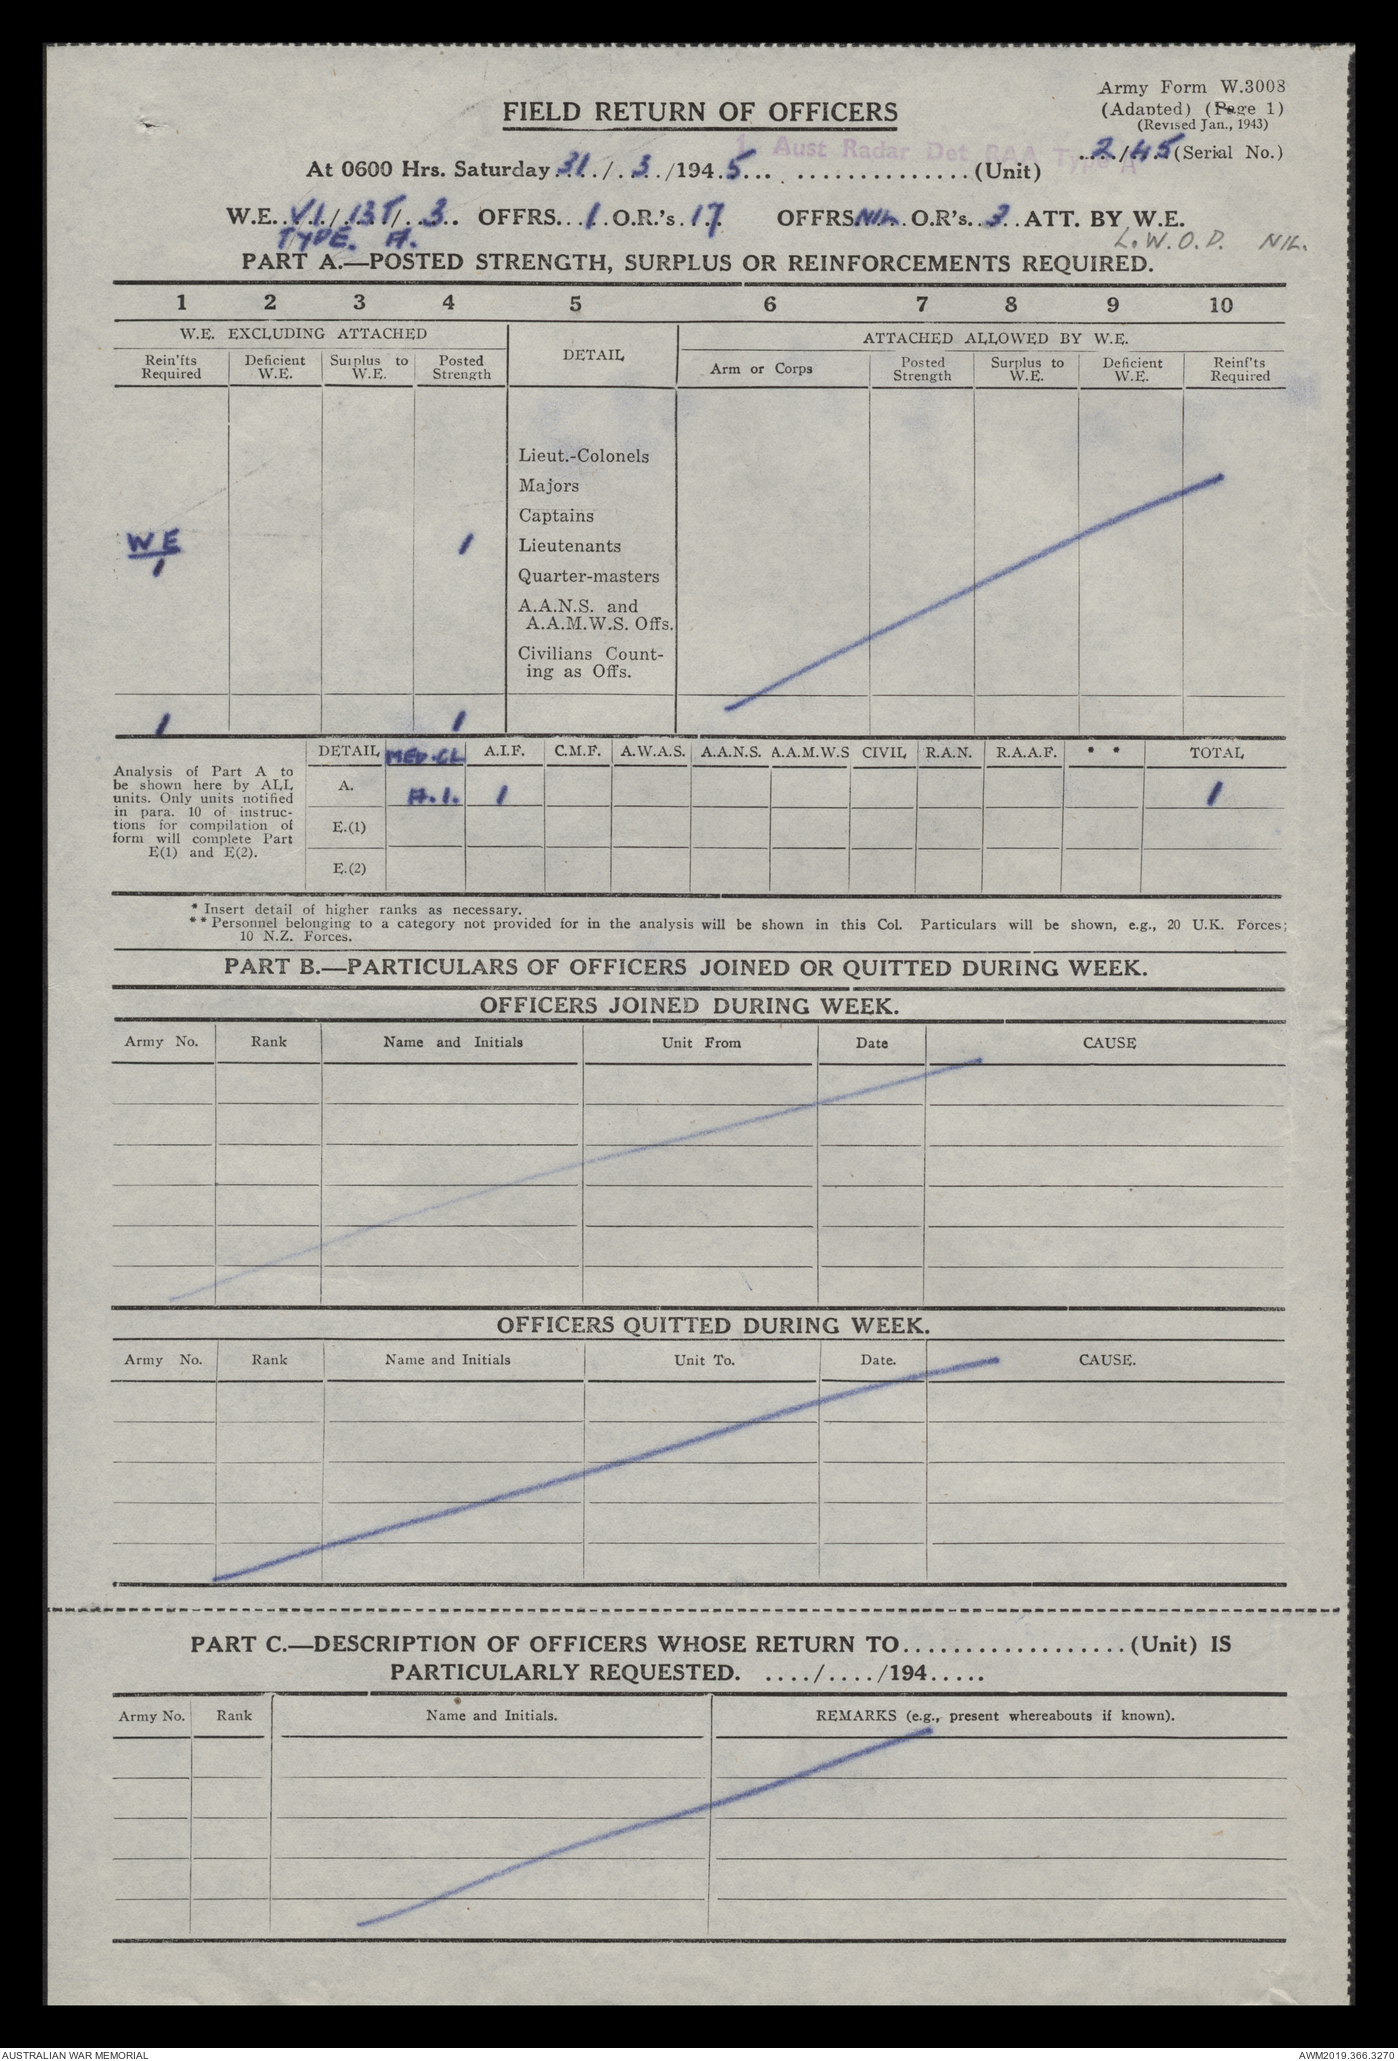 Army Form W.3008
FIELD RETURN OF OFFICERS
(Adapted) (Page 1)
(Revised Jan., 1943)
Aust Radar Det RAA Type A
2/45 (Serial No.)
At 0600 Hrs. Saturday 31/3/1945 (Unit)
W.E. VI/13T/3 OFFRS. 1 O.R.'s. 17 OFFRS NIL O.R's. 3 ATT. BY W.E.
TYPE. A.
L.W.O.D. NIL.
PART A.—POSTED STRENGTH, SURPLUS OR REINFORCEMENTS REQUIRED.
1 2 3 4 5 6 7 8 9 10
W.E. EXCLUDING ATTACHED DETAIL ATTACHED ALLOWED BY W.E.
Rein'fts Required Deficient W.E. Surplus to W.E. Posted Strength Arm or Corps Posted Strength Surplus to W.E. Deficient W.E. Reinf'ts Required
Lieut.-Colonels
Majors
Captains
WE 1 1 Lieutenants
Quarter-masters
A.A.N.S. and
A.A.M.W.S. Offs.
Civilians Count-
ing as Offs.
1 1
DETAIL MED.CL A.I.F. C.M.F. A.W.A.S. A.A.N.S. A.A.M.W.S CIVIL R.A.N. R.A.A.F. * * TOTAL
Analysis of Part A to
be shown here by ALL
units. Only units notified
in para. 10 of instruc-
tions for compilation of
form will complete Part
E(1) and E(2).
A. A.1. 1 1
E.(1)
E.(2)
* Insert detail of higher ranks as necessary.
** Personnel belonging to a category not provided for in the analysis will be shown in this Col. Particulars will be shown, e.g., 20 U.K. Forces;
10 N.Z. Forces.
PART B.—PARTICULARS OF OFFICERS JOINED OR QUITTED DURING WEEK.
OFFICERS JOINED DURING WEEK.
Army No. Rank Name and Initials Unit From Date CAUSE
OFFICERS QUITTED DURING WEEK.
Army No. Rank Name and Initials Unit To. Date. CAUSE.
PART C.—DESCRIPTION OF OFFICERS WHOSE RETURN TO.................. (Unit) IS
PARTICULARLY REQUESTED. ..../..../194.....
Army No. Rank Name and Initials. REMARKS (e.g., present whereabouts if known).
AUSTRALIAN WAR MEMORIAL
AWM2019.366.3270